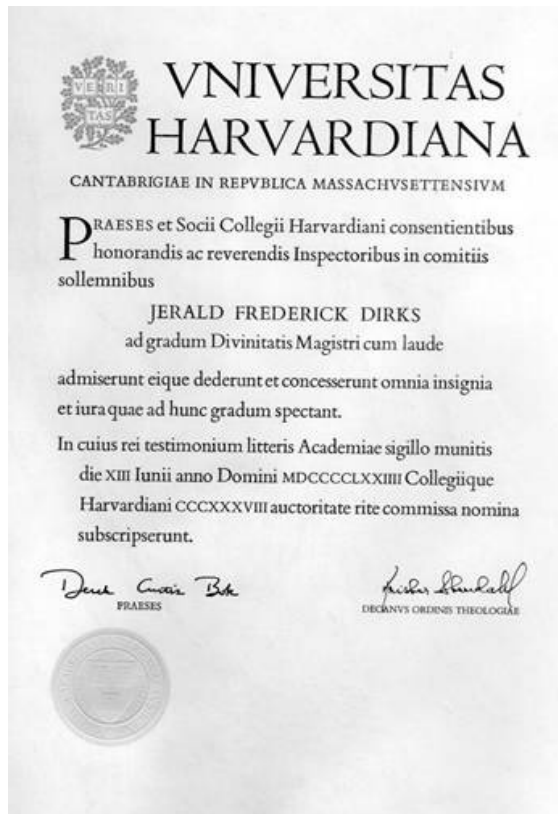 VE RI
TAS
VNIVERSITAS
HARVARDIANA
CANTABRIGIAE IN REPVBLICA MASSACHVSETTENSIVM
PRAESES et Socii Collegii Harvardiani consentientibus
honorandis ac reverendis Inspectoribus in comitiis
sollemnibus
JERALD FREDERICK DIRKS
ad gradum Divinitatis Magistri cum laude
admiserunt eique dederunt et concesserunt omnia insignia
et iura quae ad hunc gradum spectant.
In cuius rei testimonium litteris Academiae sigillo munitis
die XIII Iunii anno Domini MDCCCCLXXIIII Collegiique
Harvardiani CCCXXXVIII auctoritate rite commissa nomina
subscripserunt.
Derek Curtis Bok
PRAESES
DECANVS ORDINIS THEOLOGIAE